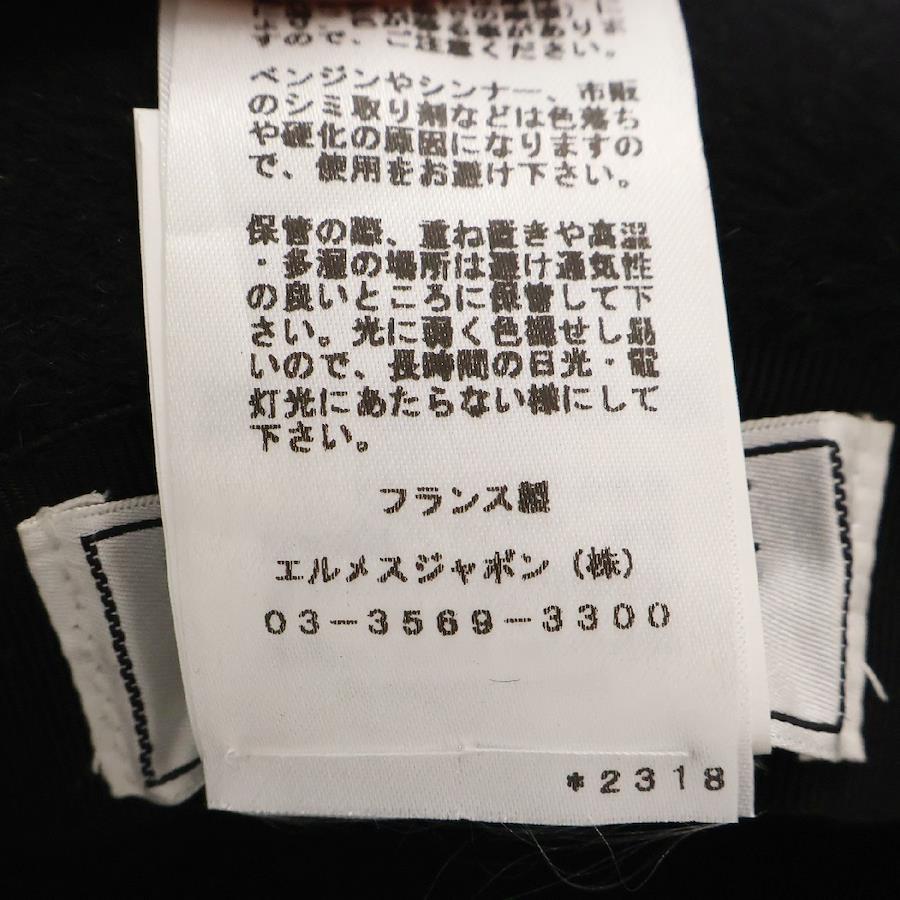 すので、ご注意ください。
ベンジンやシンナー、市販
のシミ取り剤などは色落ち
や硬化の原因になりますの
で、使用をお避け下さい。
保管の際、重ね置きや高温
・多湿の場所は避け通気性
の良いところに保管して下
さい。光に弱く色褪せし易
いので、長時間の日光・電
灯光にあたらない様にして
下さい。
フランス製
エルメスジャポン（株）
03-3569-3300
*2318